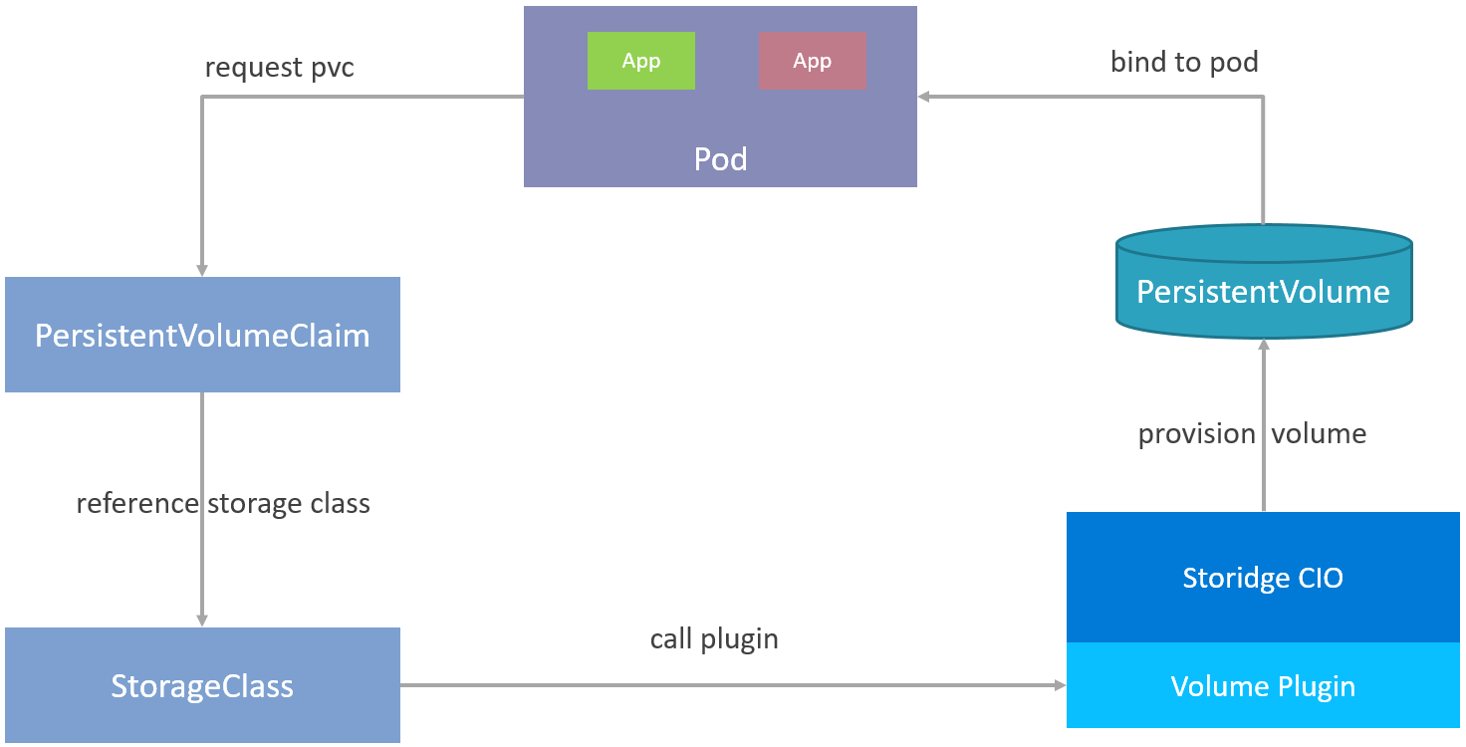 request pvc
App
App
bind to pod
Pod
PersistentVolumeClaim
PersistentVolume
provision volume
reference storage class
Storidge CIO
call plugin
StorageClass
Volume Plugin